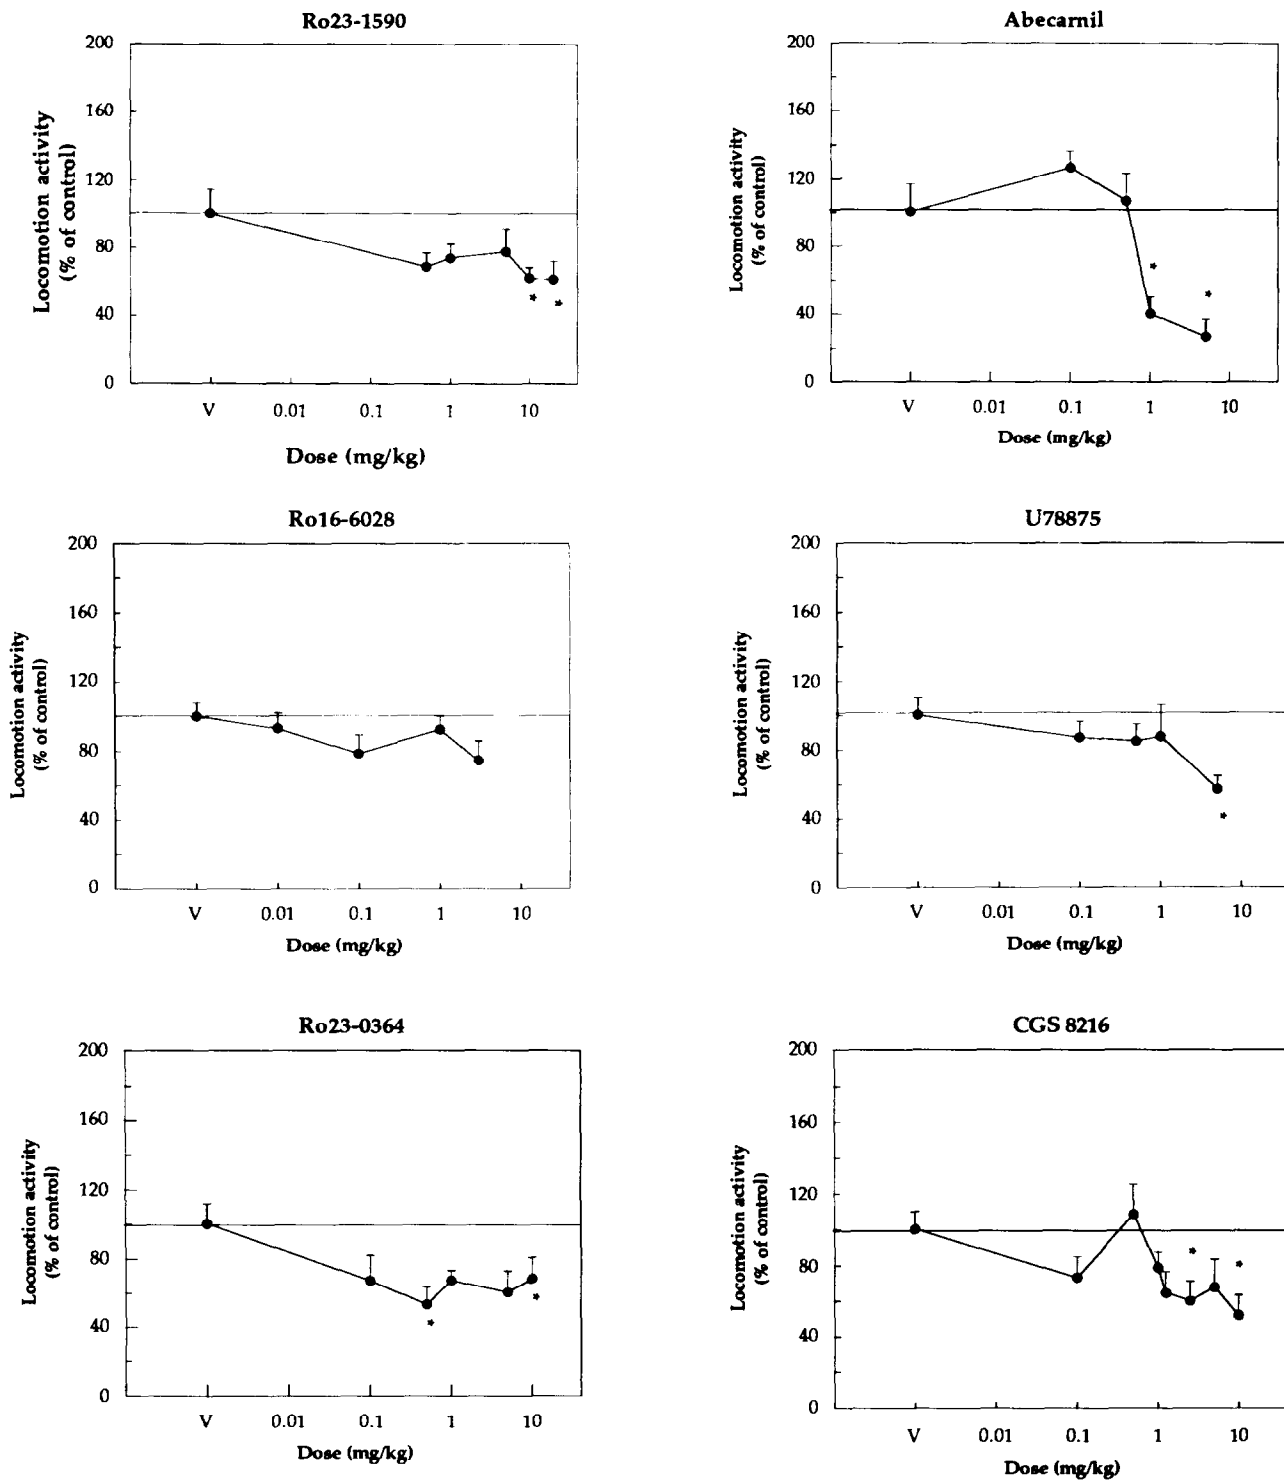 Ro23-1590
200
160
120
80
40
0
Locomotion activity
(% of control)
V 0.01 0.1 1 10
Dose (mg/kg)
*
*
Abecarnil
200
160
120
80
40
0
Locomotion activity
(% of control)
V 0.01 0.1 1 10
Dose (mg/kg)
*
*
Ro16-6028
200
160
120
80
40
0
Locomotion activity
(% of control)
V 0.01 0.1 1 10
Dose (mg/kg)
U78875
200
160
120
80
40
0
Locomotion activity
(% of control)
V 0.01 0.1 1 10
Dose (mg/kg)
*
Ro23-0364
200
160
120
80
40
0
Locomotion activity
(% of control)
V 0.01 0.1 1 10
Dose (mg/kg)
*
*
CGS 8216
200
160
120
80
40
0
Locomotion activity
(% of control)
V 0.01 0.1 1 10
Dose (mg/kg)
*
*